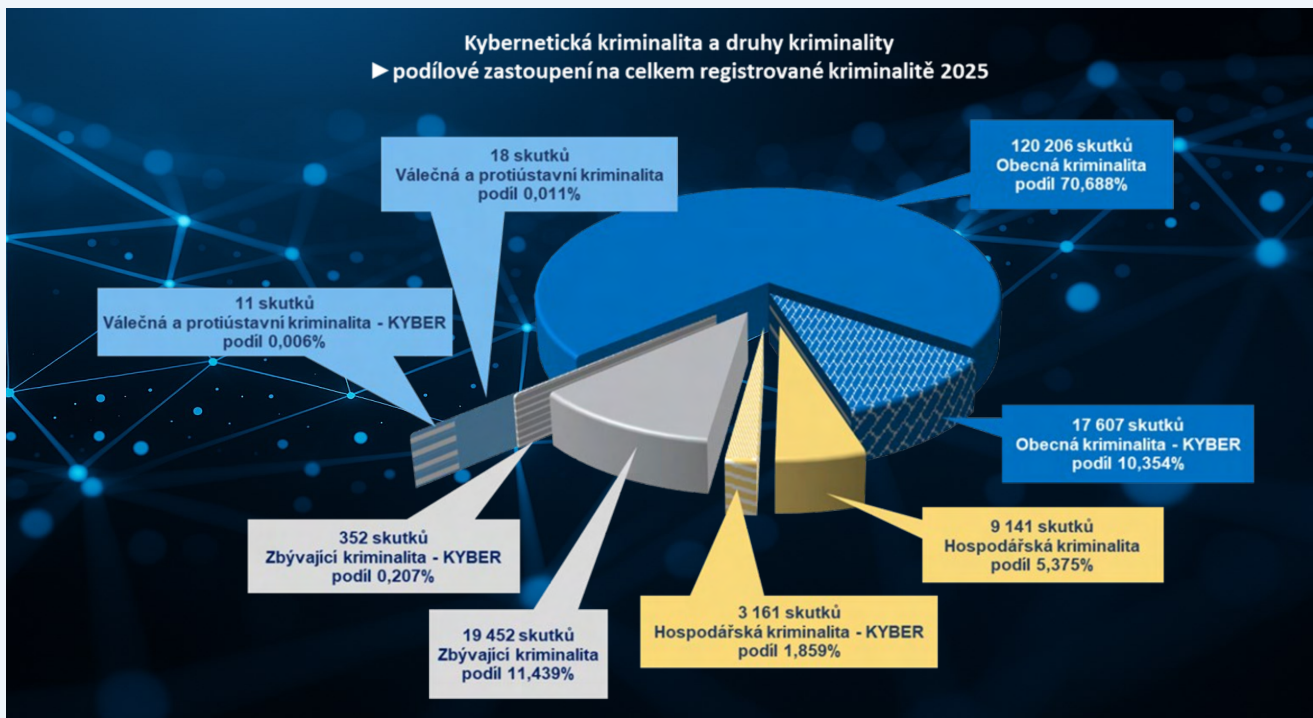 Kybernetická kriminalita a druhy kriminality
►podílové zastoupení na celkem registrované kriminalitě 2025
18 skutků
Válečná a protiústavní kriminalita
podíl 0,011%
120 206 skutků
Obecná kriminalita
podíl 70,688%
11 skutků
Válečná a protiústavní kriminalita - KYBER
podíl 0,006%
17 607 skutků
Obecná kriminalita - KYBER
podíl 10,354%
352 skutků
Zbývající kriminalita - KYBER
podíl 0,207%
9 141 skutků
Hospodářská kriminalita
podíl 5,375%
19 452 skutků
Zbývající kriminalita
podíl 11,439%
3 161 skutků
Hospodářská kriminalita - KYBER
podíl 1,859%